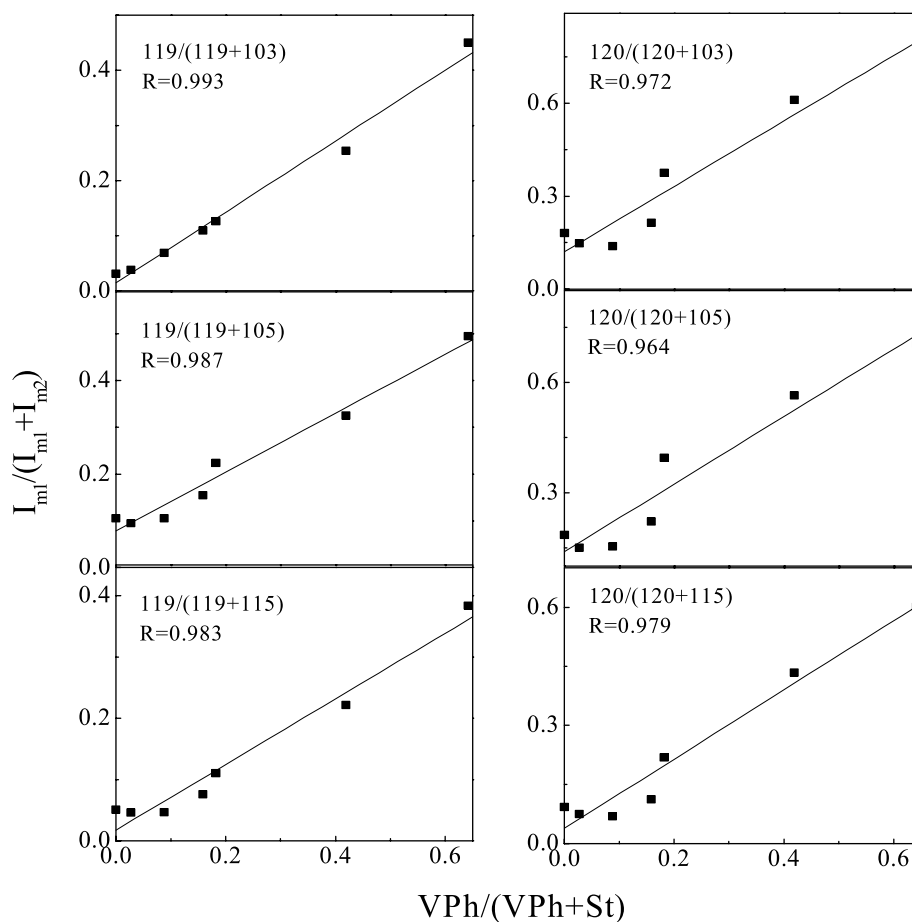 119/(119+103)
R=0.993
0.4
0.2
0.0
120/(120+103)
R=0.972
0.6
0.3
0.0
119/(119+105)
R=0.987
0.4
0.2
0.0
120/(120+105)
R=0.964
0.6
0.3
119/(119+115)
R=0.983
0.4
0.2
0.0
0.0 0.2 0.4 0.6
120/(120+115)
R=0.979
0.6
0.3
0.0
0.0 0.2 0.4 0.6
I_m1/(I_m1+I_m2)
VPh/(VPh+St)